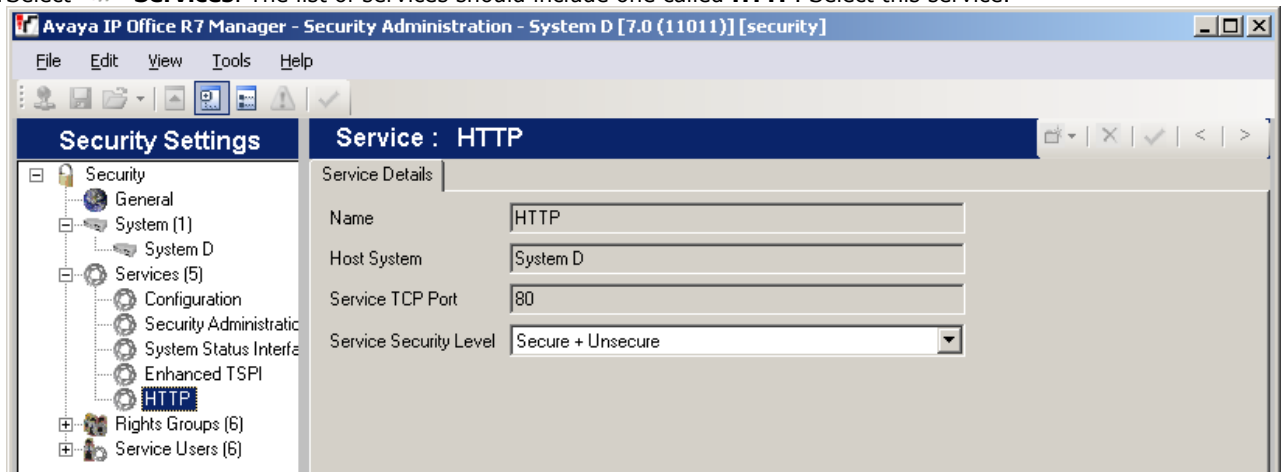 Select Services. The list of services should include one called HTTP. Select this service.
Avaya IP Office R7 Manager - Security Administration - System D [7.0 (11011)] [security]
File Edit View Tools Help
Security Settings
Service : HTTP
Security
General
System (1)
System D
Services (5)
Configuration
Security Administratic
System Status Interfa
Enhanced TSPI
HTTP
Rights Groups (6)
Service Users (6)
Service Details
Name HTTP
Host System System D
Service TCP Port 80
Service Security Level Secure + Unsecure